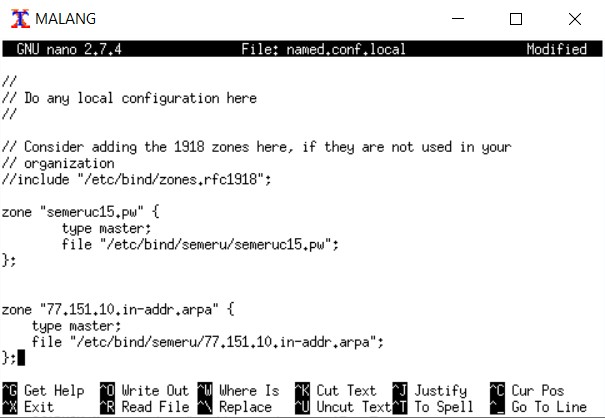 MALANG
GNU nano 2.7.4 File: named.conf.local Modified
//
// Do any local configuration here
//
// Consider adding the 1918 zones here, if they are not used in your
// organization
//include "/etc/bind/zones.rfc1918";
zone "semeruc15.pw" {
type master;
file "/etc/bind/semeru/semeruc15.pw";
};
zone "77.151.10.in-addr.arpa" {
type master;
file "/etc/bind/semeru/77.151.10.in-addr.arpa";
};
^G Get Help ^O Write Out ^W Where Is ^K Cut Text ^J Justify ^C Cur Pos
^X Exit ^R Read File ^\ Replace ^U Uncut Text ^T To Spell ^_ Go To Line